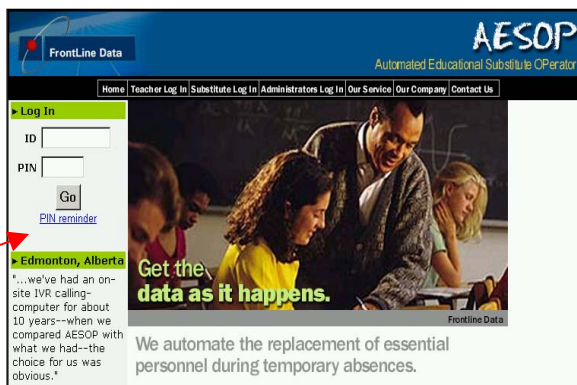 FrontLine Data
AESOP
Automated Educational Substitute OPerator
Home Teacher Log In Substitute Log In Administrators Log In Our Service Our Company Contact Us
Log In
ID
PIN
Go
PIN reminder
Edmonton, Alberta
"...we've had an on-
site IVR calling-
computer for about
10 years--when we
compared AESOP with
what we had--the
choice for us was
obvious."
Get the
data as it happens.
Frontline Data
We automate the replacement of essential
personnel during temporary absences.